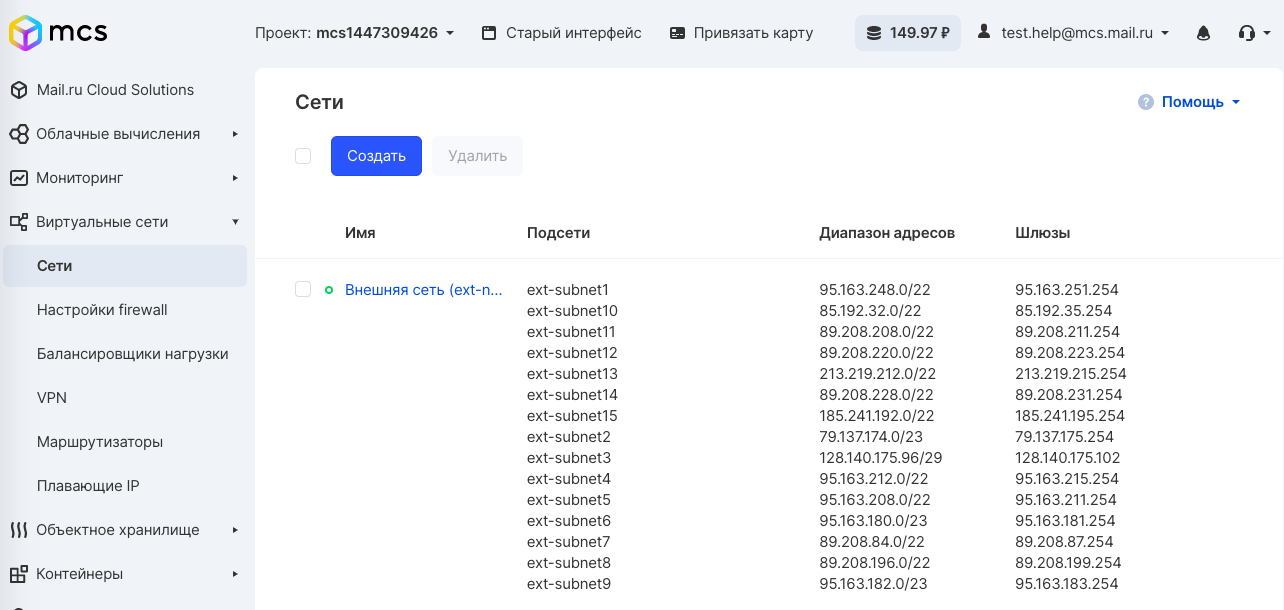 mcs
Проект: mcs1447309426
Старый интерфейс
Привязать карту
149.97 ₽
test.help@mcs.mail.ru
Mail.ru Cloud Solutions
Облачные вычисления
Мониторинг
Виртуальные сети
Сети
Настройки firewall
Балансировщики нагрузки
VPN
Маршрутизаторы
Плавающие IP
Объектное хранилище
Контейнеры
Сети
? Помощь
Создать Удалить
Имя Подсети Диапазон адресов Шлюзы
Внешняя сеть (ext-n... ext-subnet1 95.163.248.0/22 95.163.251.254
ext-subnet10 85.192.32.0/22 85.192.35.254
ext-subnet11 89.208.208.0/22 89.208.211.254
ext-subnet12 89.208.220.0/22 89.208.223.254
ext-subnet13 213.219.212.0/22 213.219.215.254
ext-subnet14 89.208.228.0/22 89.208.231.254
ext-subnet15 185.241.192.0/22 185.241.195.254
ext-subnet2 79.137.174.0/23 79.137.175.254
ext-subnet3 128.140.175.96/29 128.140.175.102
ext-subnet4 95.163.212.0/22 95.163.215.254
ext-subnet5 95.163.208.0/22 95.163.211.254
ext-subnet6 95.163.180.0/23 95.163.181.254
ext-subnet7 89.208.84.0/22 89.208.87.254
ext-subnet8 89.208.196.0/22 89.208.199.254
ext-subnet9 95.163.182.0/23 95.163.183.254